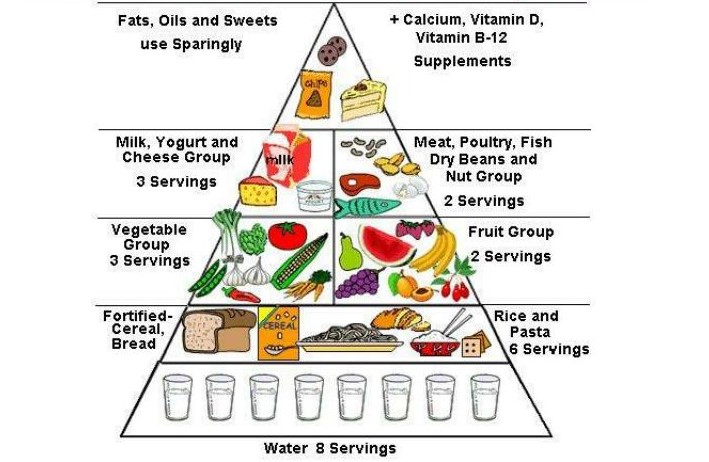 Fats, Oils and Sweets
use Sparingly
+ Calcium, Vitamin D,
Vitamin B-12
Supplements
chips
Milk, Yogurt and
Cheese Group
3 Servings
milk
YOGURT
Meat, Poultry, Fish
Dry Beans and
Nut Group
2 Servings
Vegetable
Group
3 Servings
Fruit Group
2 Servings
Fortified-
Cereal,
Bread
CEREAL
Rice and
Pasta
6 Servings
Water 8 Servings